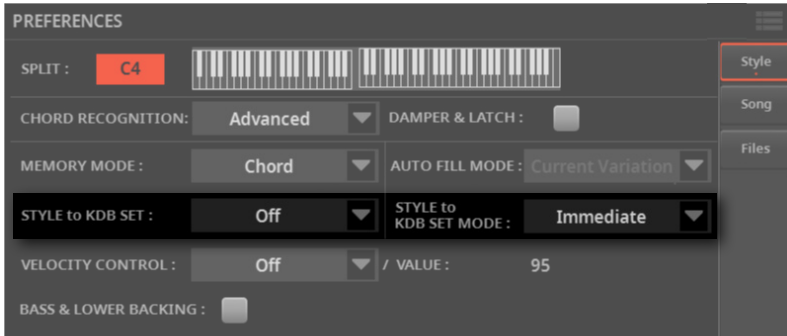 PREFERENCES
SPLIT : C4
Style
Song
Files
CHORD RECOGNITION: Advanced DAMPER & LATCH :
MEMORY MODE : Chord AUTO FILL MODE : Current Variation
STYLE to KDB SET : Off STYLE to
KDB SET MODE : Immediate
VELOCITY CONTROL : Off / VALUE : 95
BASS & LOWER BACKING :